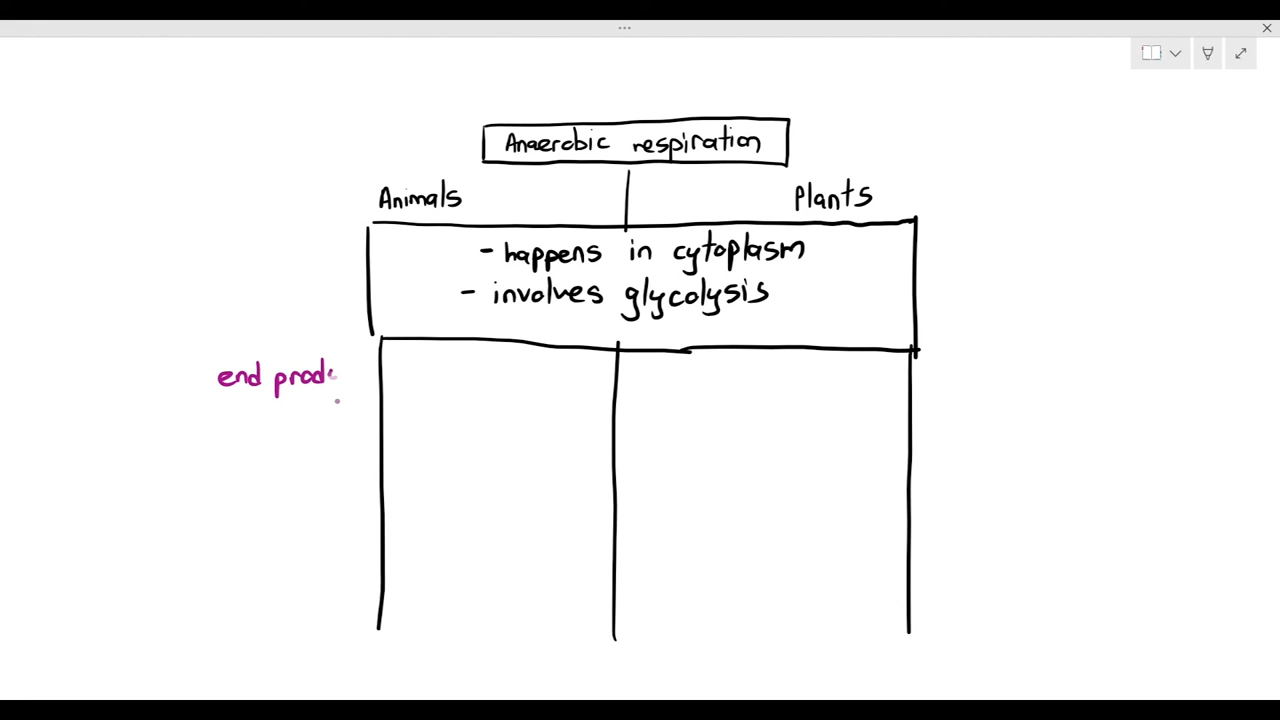 Anaerobic respiration
Animals
Plants
- happens in cytoplasm
- involves glycolysis
end prod